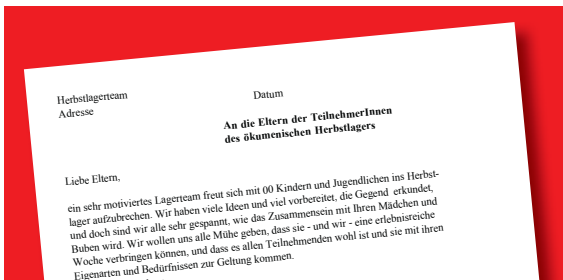 Herbstlagerteam Datum
Adresse
An die Eltern der TeilnehmerInnen
des ökumenischen Herbstlagers
Liebe Eltern,
ein sehr motiviertes Lagerteam freut sich mit 00 Kindern und Jugendlichen ins Herbst-
lager aufzubrechen. Wir haben viele Ideen und viel vorbereitet, die Gegend erkundet,
und doch sind wir alle sehr gespannt, wie das Zusammensein mit Ihren Mädchen und
Buben wird. Wir wollen uns alle Mühe geben, dass sie - und wir - eine erlebnisreiche
Woche verbringen können, und dass es allen Teilnehmenden wohl ist und sie mit ihren
Eigenarten und Bedürfnissen zur Geltung kommen.